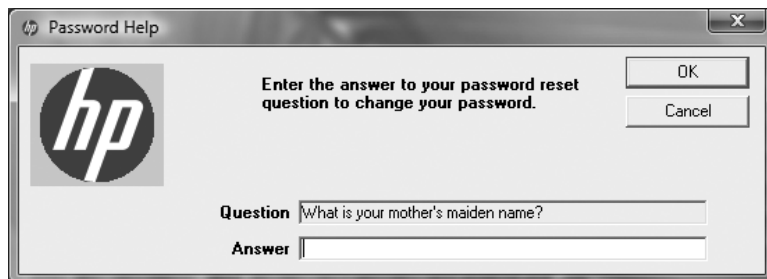 hp Password Help
X
hp
Enter the answer to your password reset
question to change your password.
OK
Cancel
Question What is your mother's maiden name?
Answer